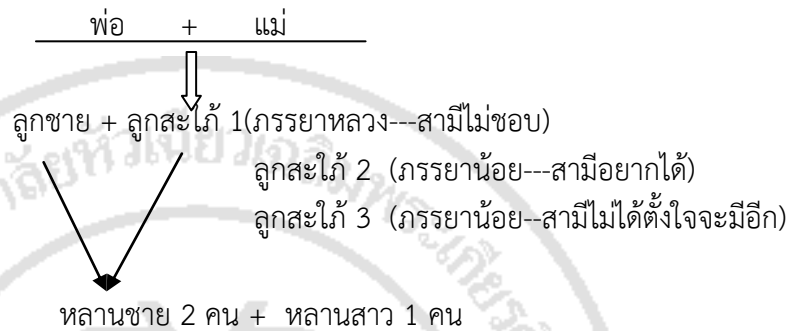 พ่อ + แม่
ลูกชาย + ลูกสะใภ้ 1(ภรรยาหลวง---สามีไม่ชอบ)
ลูกสะใภ้ 2 (ภรรยาน้อย---สามีอยากได้)
ลูกสะใภ้ 3 (ภรรยาน้อย--สามีไม่ได้ตั้งใจจะมีอีก)
หลานชาย 2 คน + หลานสาว 1 คน